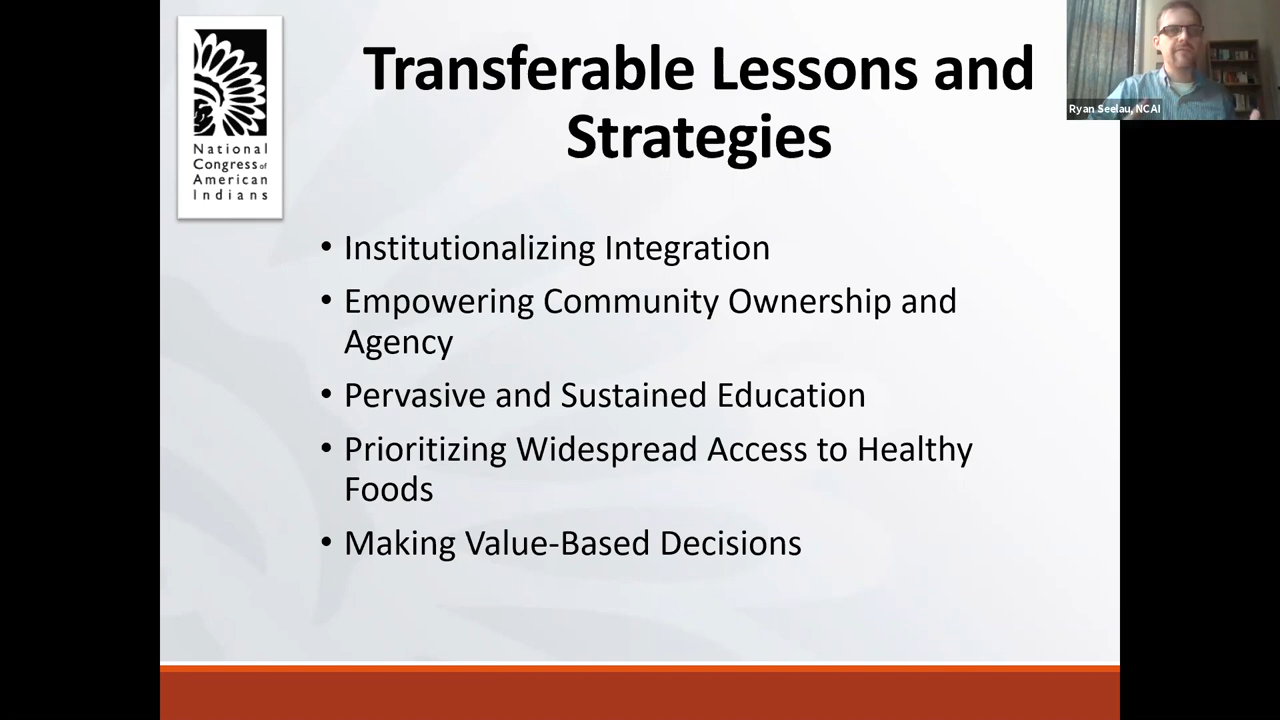 Transferable Lessons and
Strategies
Ryan Seelau, NCAI
National
Congress of
American
Indians
• Institutionalizing Integration
• Empowering Community Ownership and
Agency
• Pervasive and Sustained Education
• Prioritizing Widespread Access to Healthy
Foods
• Making Value-Based Decisions